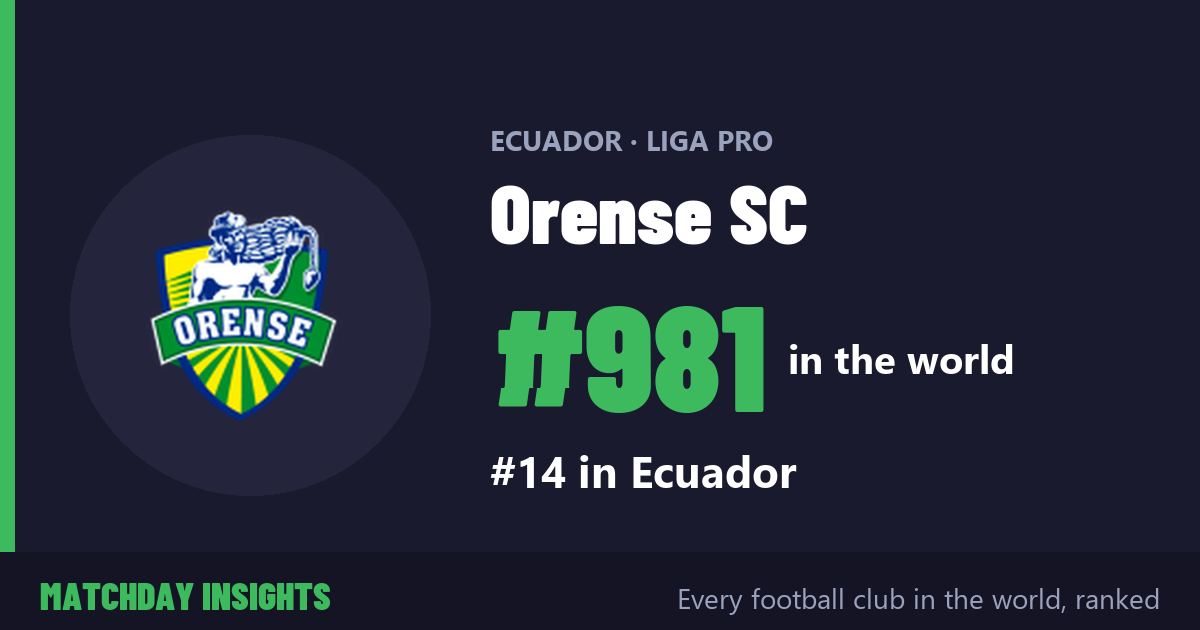 ECUADOR · LIGA PRO
Orense SC
ORENSE
#981 in the world
#14 in Ecuador
MATCHDAY INSIGHTS
Every football club in the world, ranked